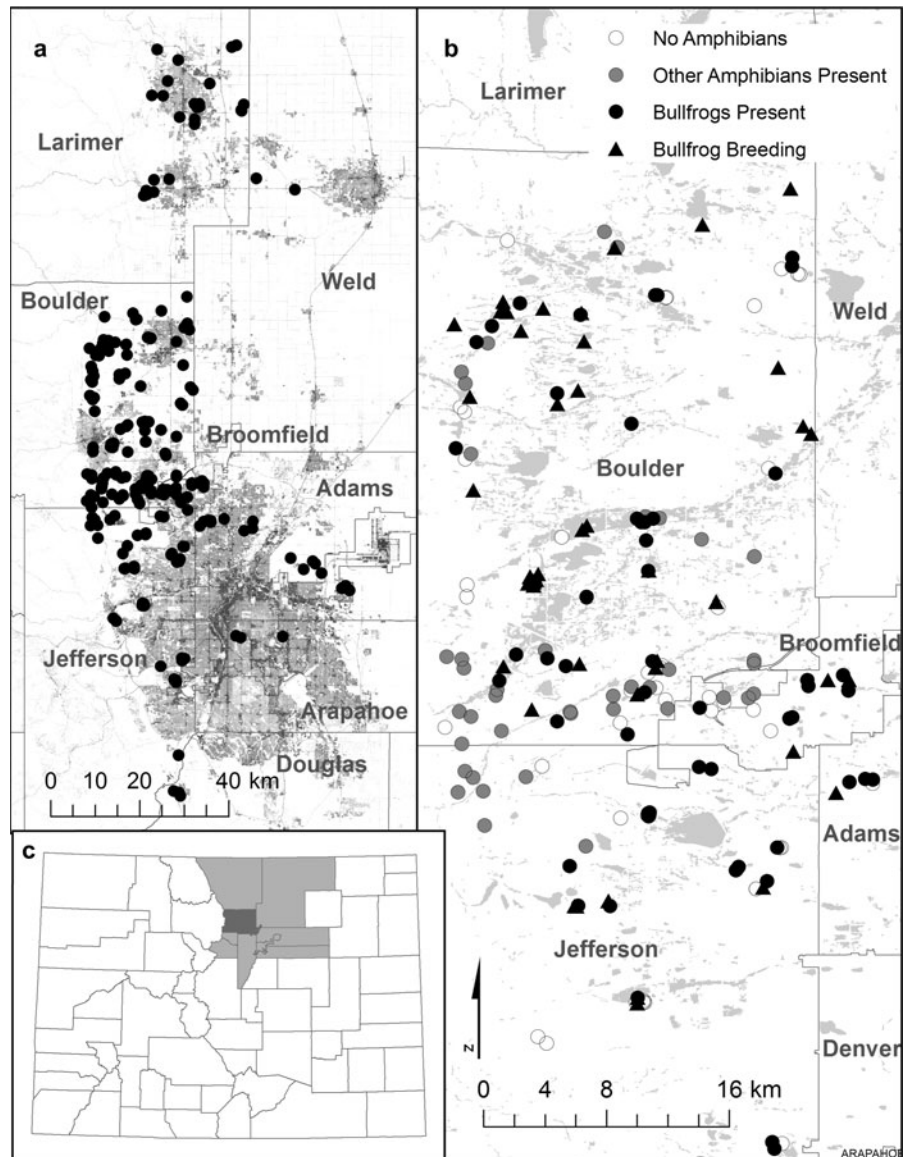 a
Larimer
Weld
Boulder
Broomfield
Adams
Jefferson
Arapahoe
Douglas
0 10 20 40 km
b
No Amphibians
Other Amphibians Present
Bullfrogs Present
Bullfrog Breeding
Larimer
Weld
Boulder
Broomfield
Adams
Jefferson
Denver
N
0 4 8 16 km
ARAPAHOE
c